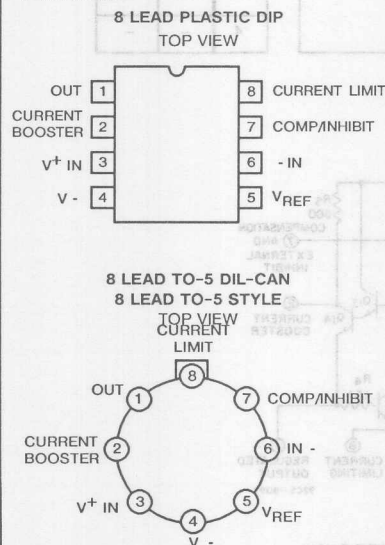 8 LEAD PLASTIC DIP
TOP VIEW
OUT 1 8 CURRENT LIMIT
CURRENT BOOSTER 2 7 COMP/INHIBIT
V+ IN 3 6 - IN
V - 4 5 VREF
8 LEAD TO-5 DIL-CAN
8 LEAD TO-5 STYLE
TOP VIEW
CURRENT
LIMIT
8
OUT 1 7 COMP/INHIBIT
CURRENT BOOSTER 2 6 IN -
V+ IN 3 5 VREF
4
V -